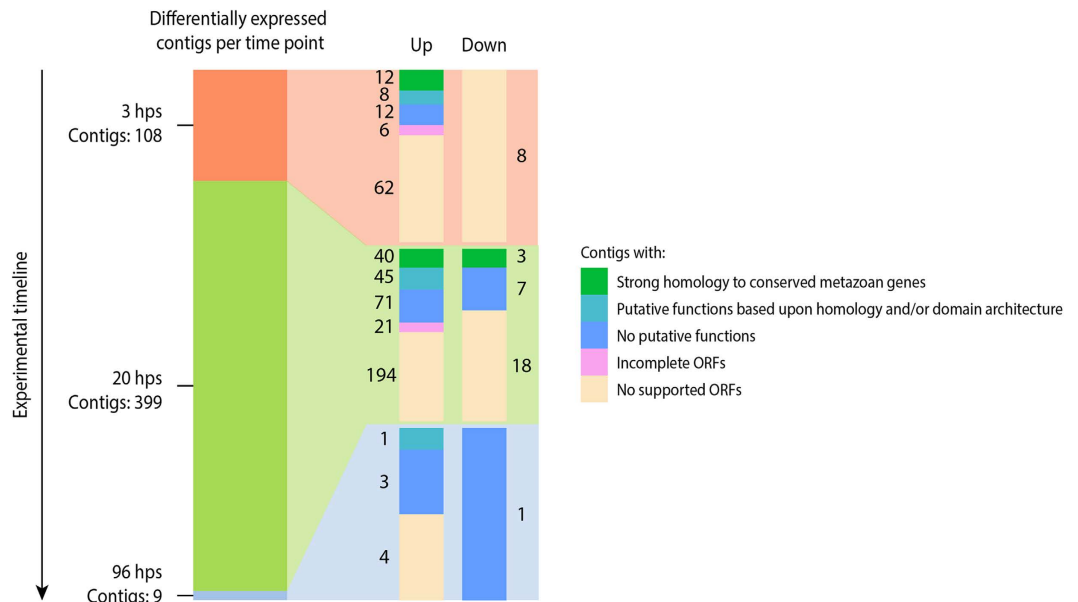 Differentially expressed
contigs per time point
Up
Down
Experimental timeline
3 hps
Contigs: 108
20 hps
Contigs: 399
96 hps
Contigs: 9
12
8
12
6
62
8
40
45
71
21
194
3
7
18
1
3
4
1
Contigs with:
Strong homology to conserved metazoan genes
Putative functions based upon homology and/or domain architecture
No putative functions
Incomplete ORFs
No supported ORFs